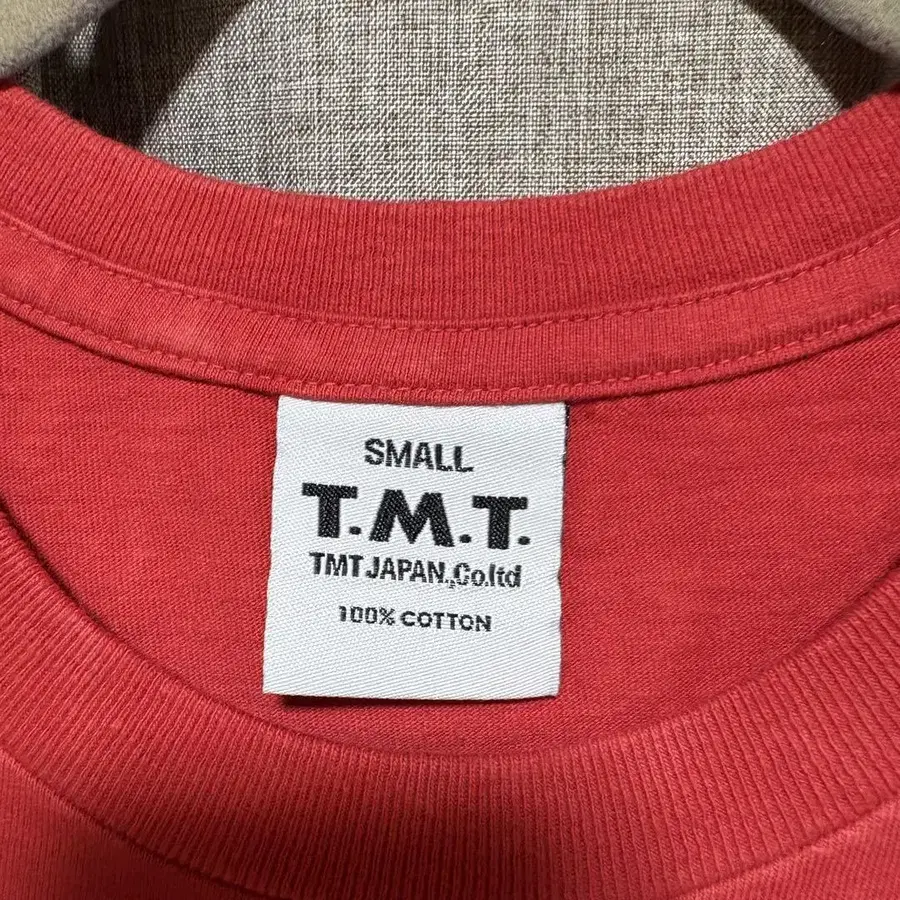 SMALL
T.M.T.
TMT JAPAN.,Co.ltd
100% COTTON